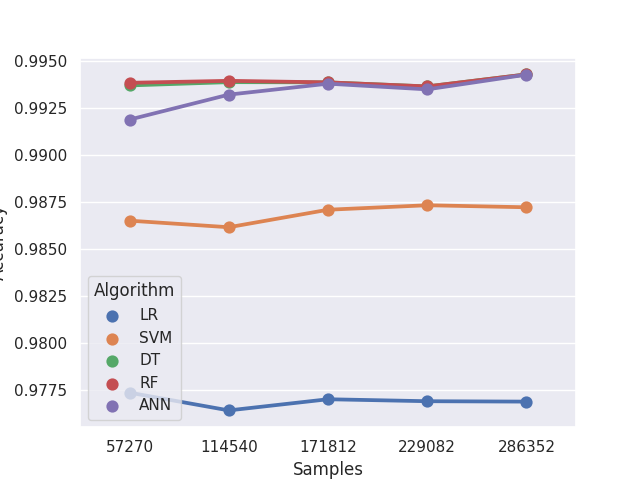 0.9950
0.9925
0.9900
0.9875
0.9850
0.9825
0.9800
0.9775
Accuracy
Algorithm
LR
SVM
DT
RF
ANN
57270 114540 171812 229082 286352
Samples